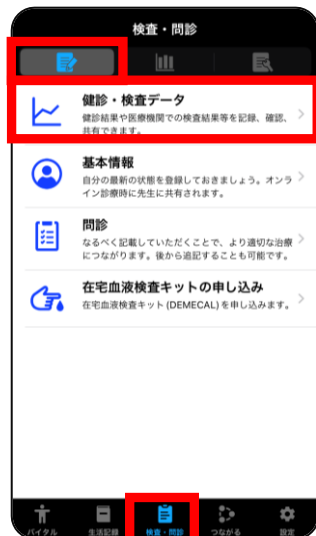 検査・問診
健診・検査データ
健診結果や医療機関での検査結果等を記録、確認、
共有できます。
基本情報
自分の最新の状態を登録しておきましょう。オンラ
イン診療時に先生に共有されます。
問診
なるべく記載していただくことで、より適切な治療
につながります。後から追記することも可能です。
在宅血液検査キットの申し込み
在宅血液検査キット(DEMECAL)を申し込みます。
バイタル
生活記録
検査・問診
つながる
設定